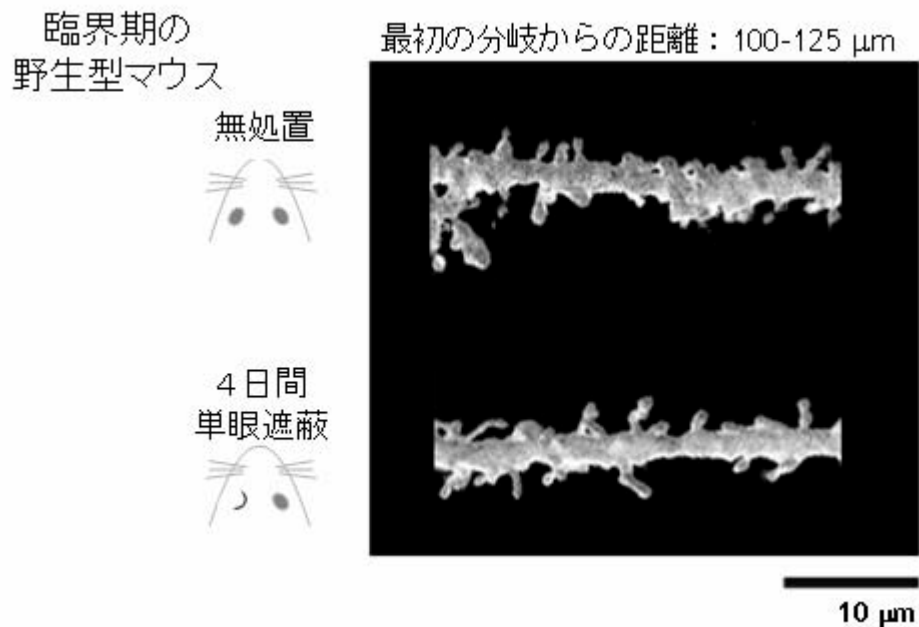 臨界期の
野生型マウス
最初の分岐からの距離：100-125 μm
無処置
４日間
単眼遮蔽
10 μm